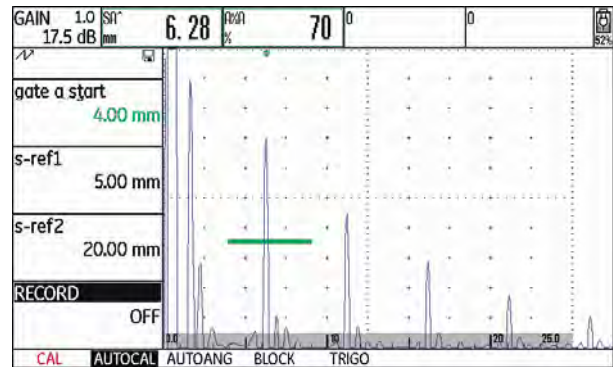 GAIN 1.0
17.5 dB
SA^
mm
6.28
A%A
%
70
0
0
52%
gate a start
4.00 mm
s-ref1
5.00 mm
s-ref2
20.00 mm
RECORD
OFF
0.0 10 20 25.0
CAL AUTOCAL AUTOANG BLOCK TRIGO